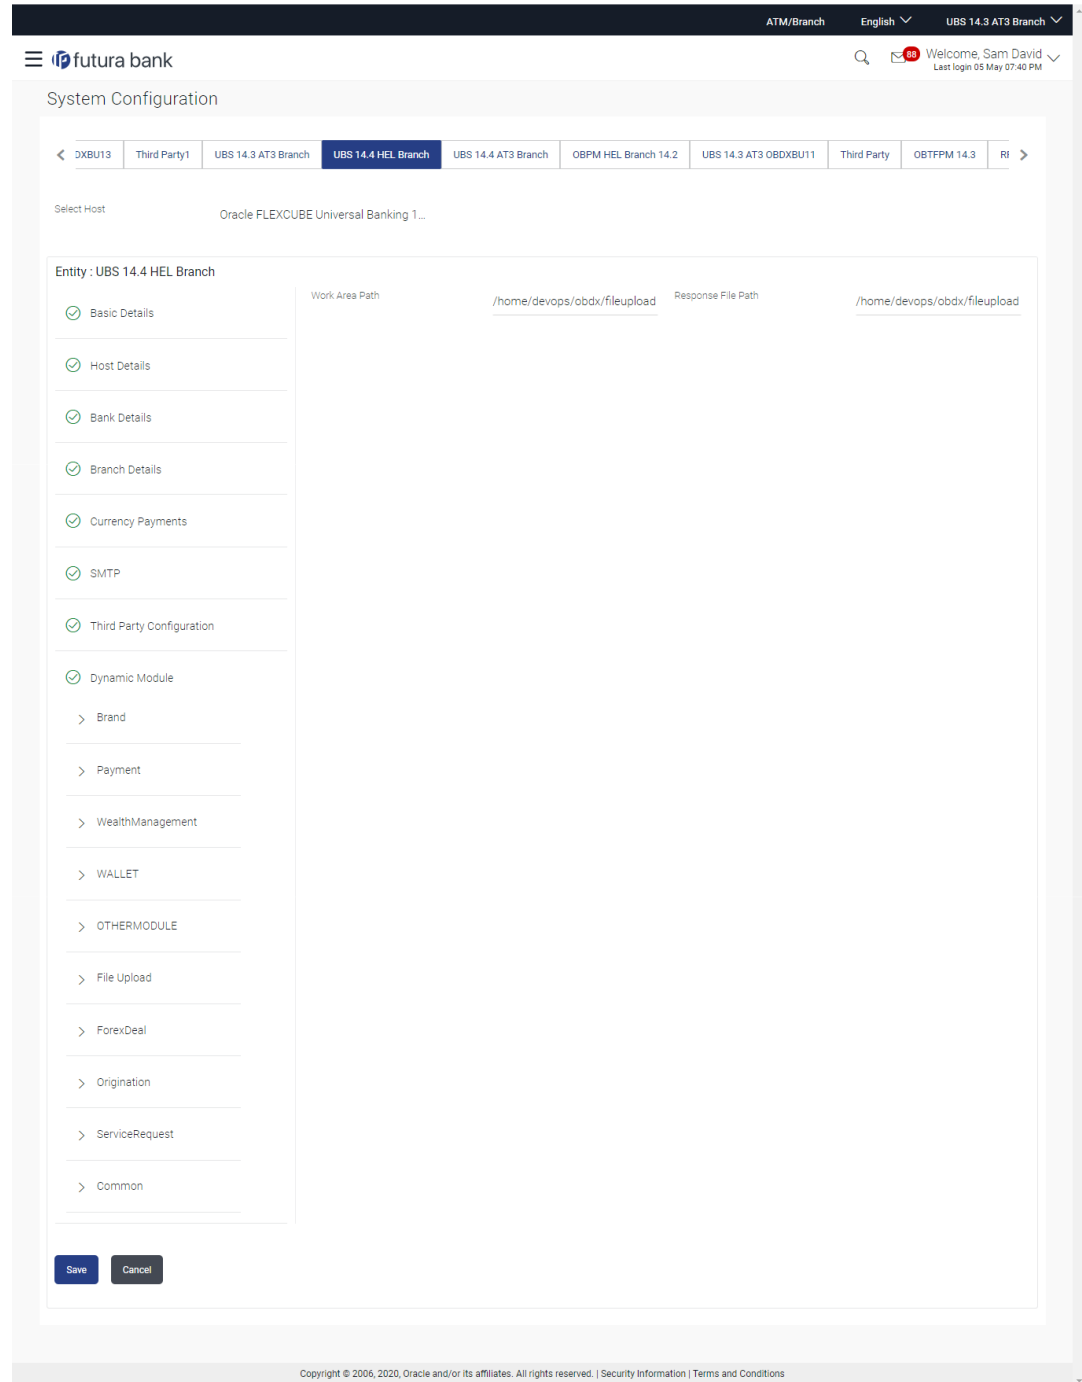 ATM/Branch English UBS 14.3 AT3 Branch
futura bank 88 Welcome, Sam David
Last login 05 May 07:40 PM
System Configuration
DXBU13 Third Party1 UBS 14.3 AT3 Branch UBS 14.4 HEL Branch UBS 14.4 AT3 Branch OBPM HEL Branch 14.2 UBS 14.3 AT3 OBDXBU11 Third Party OBTFPM 14.3
Select Host Oracle FLEXCUBE Universal Banking 1...
Entity : UBS 14.4 HEL Branch
Work Area Path /home/devops/obdx/fileupload Response File Path /home/devops/obdx/fileupload
Basic Details
Host Details
Bank Details
Branch Details
Currency Payments
SMTP
Third Party Configuration
Dynamic Module
Brand
Payment
WealthManagement
WALLET
OTHERMODULE
File Upload
ForexDeal
Origination
ServiceRequest
Common
Save Cancel
Copyright © 2006, 2020, Oracle and/or its affiliates. All rights reserved. | Security Information | Terms and Conditions